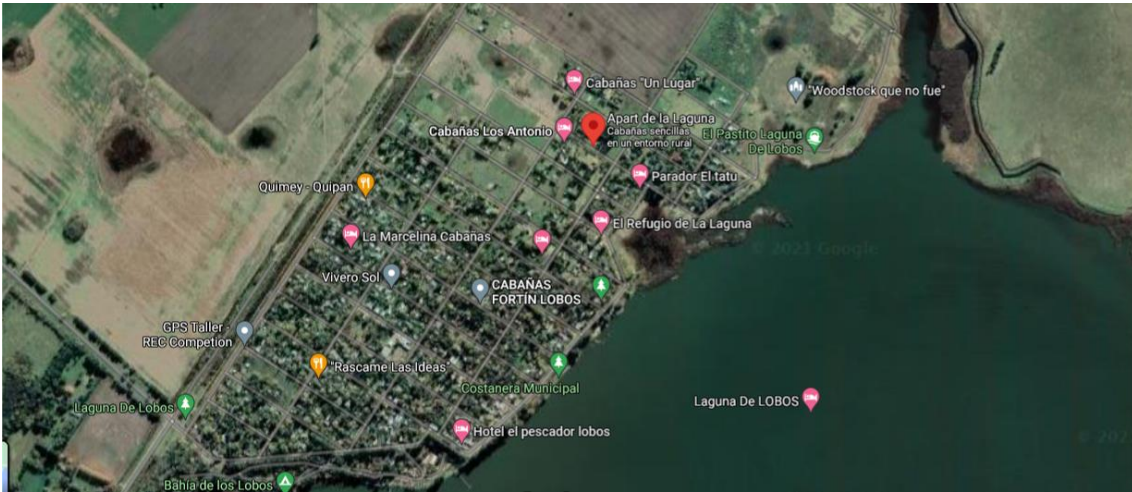 Cabañas "Un Lugar"
"Woodstock que no fue"
Apart de la Laguna
Cabañas sencillas
en un entorno rural
Cabañas Los Antonio
El Pastito Laguna
De Lobos
Parador El tatu
Quimey - Quipan
El Refugio de La Laguna
La Marcelina Cabañas
© 2021 Google
Vivero Sol
CABAÑAS
FORTÍN LOBOS
GPS Taller -
REC Competion
"Rascame Las Ideas"
Costanera Municipal
Laguna De LOBOS
Laguna De Lobos
Hotel el pescador lobos
© 202
Bahía de los Lobos